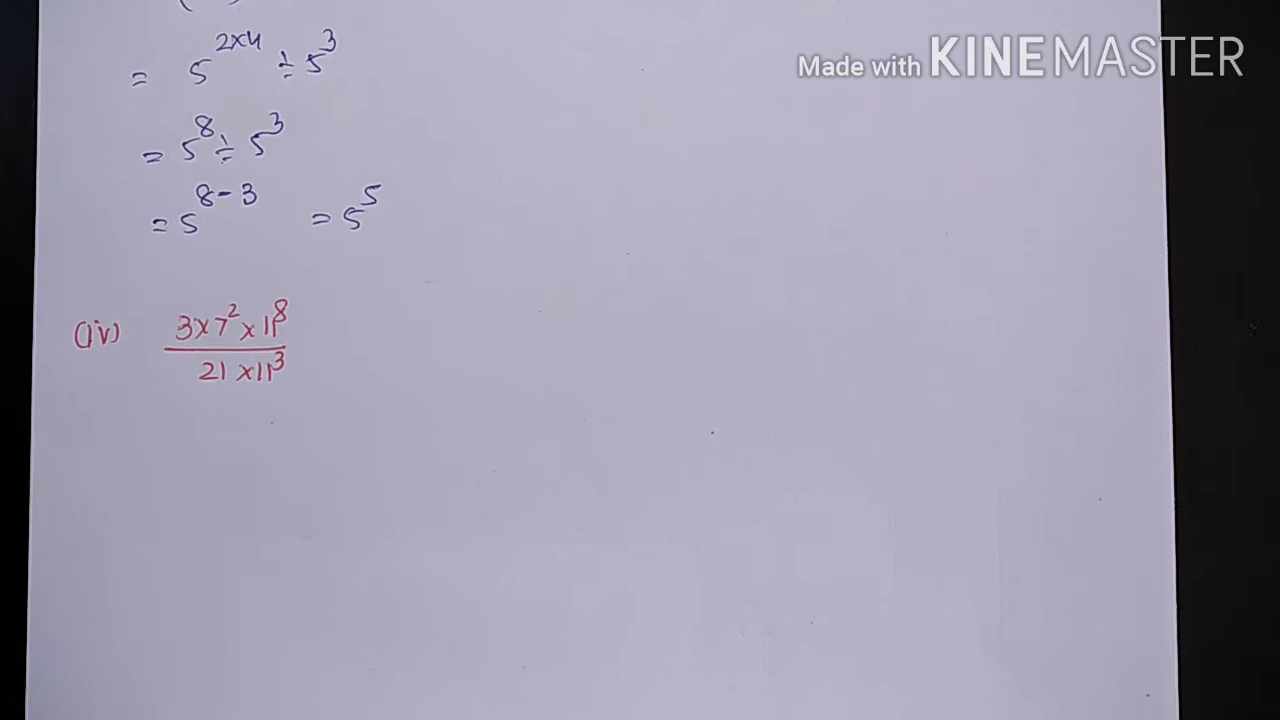 = 5^{2×4} ÷ 5^3
Made with KINEMASTER
= 5^8 ÷ 5^3
= 5^{8-3} = 5^5
(iv) 3×7^2×11^8
21×11^3